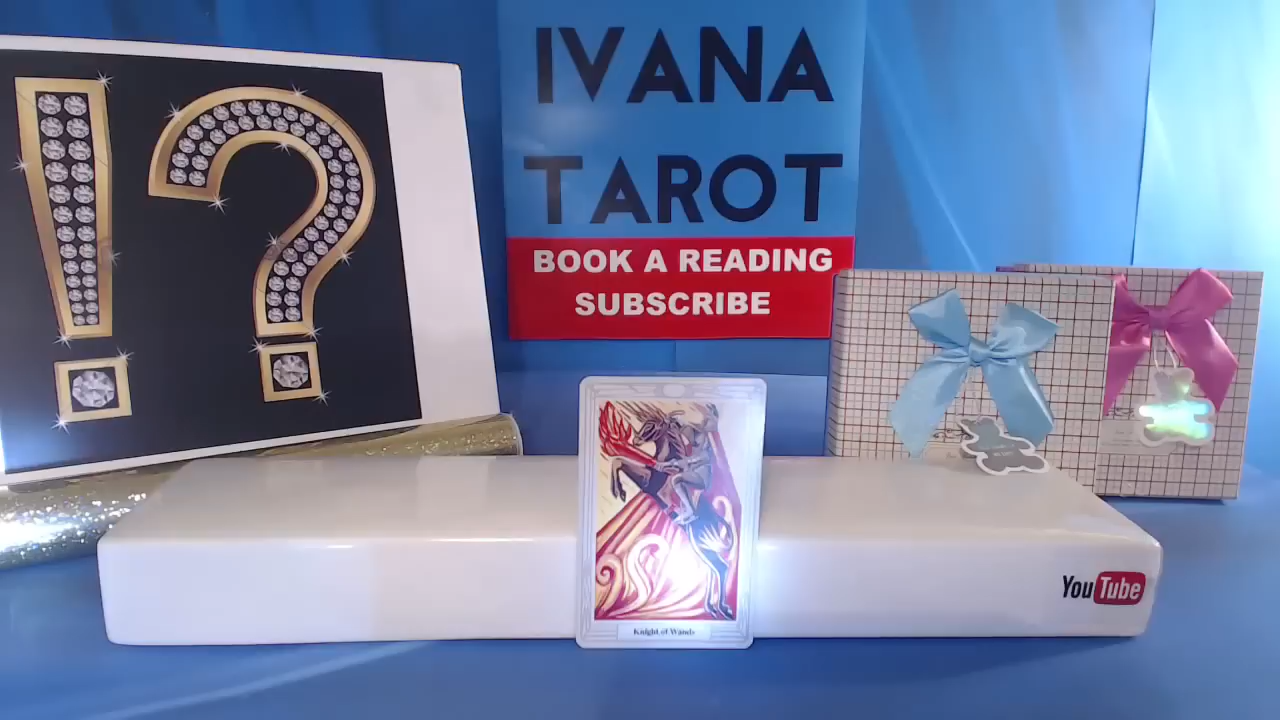 !?
IVANA
TAROT
BOOK A READING
SUBSCRIBE
Knight of Wands
YouTube